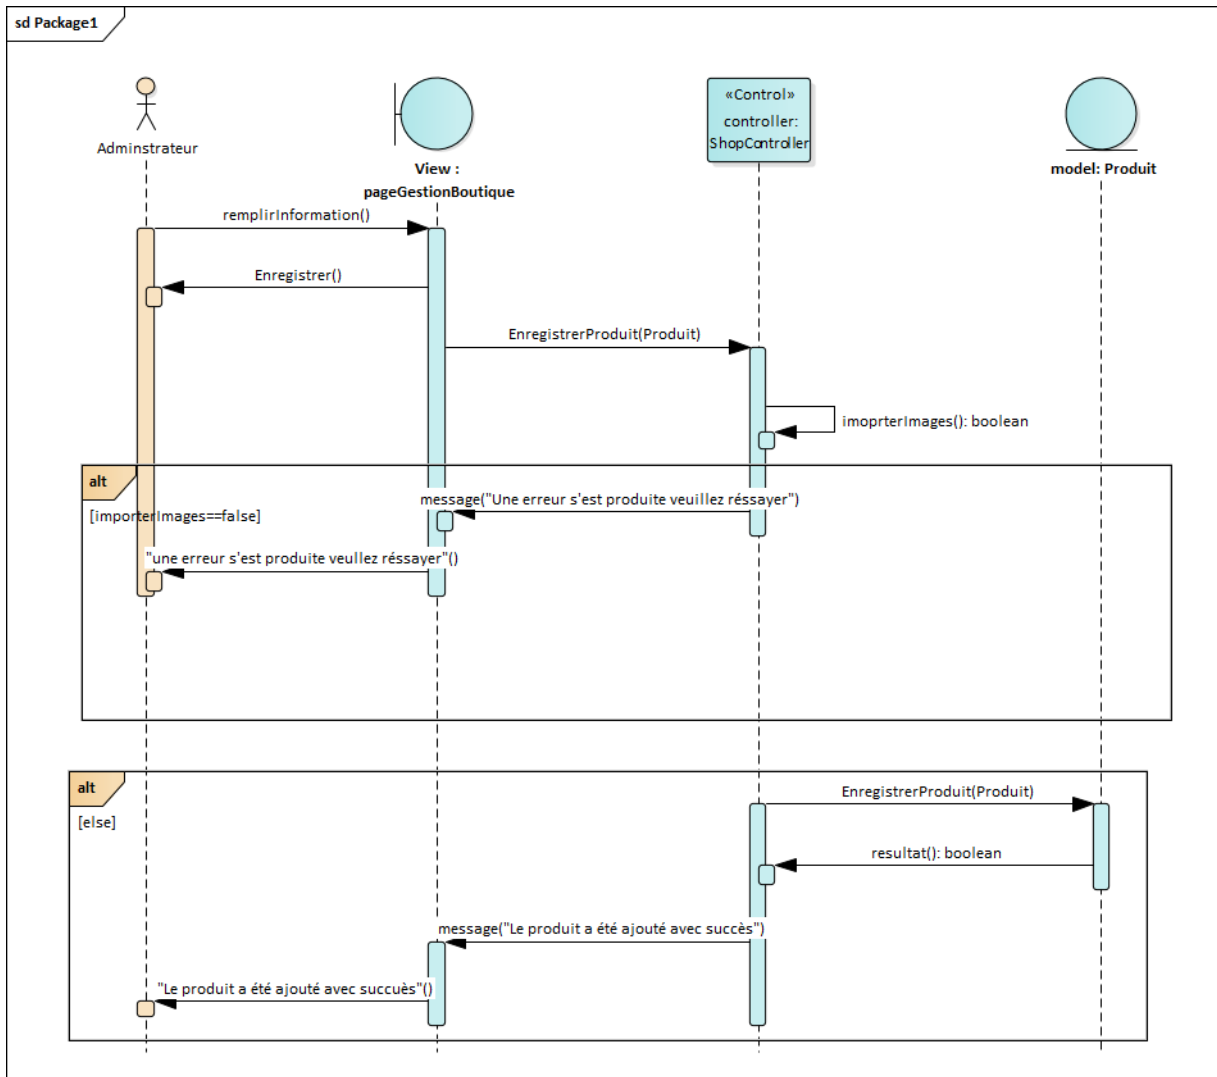 sd Package1
Adminstrateur
View :
pageGestionBoutique
«Control»
controller:
ShopController
model: Produit
remplirInformation()
Enregistrer()
EnregistrerProduit(Produit)
imoprterImages(): boolean
alt
[importerImages==false]
message("Une erreur s'est produite veuillez réssayer")
"une erreur s'est produite veullez réssayer"()
alt
[else]
EnregistrerProduit(Produit)
resultat(): boolean
message("Le produit a été ajouté avec succès")
"Le produit a été ajouté avec succuès"()